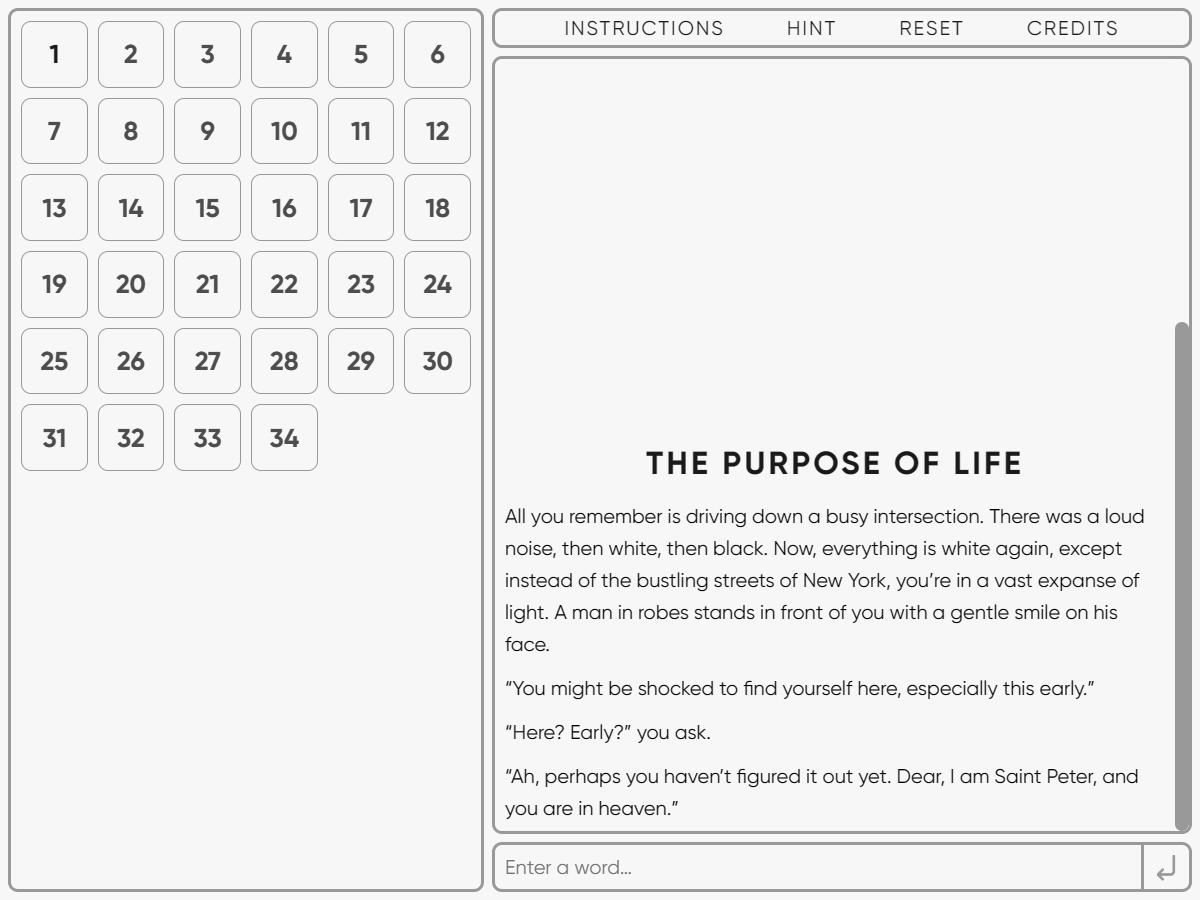 1 2 3 4 5 6
7 8 9 10 11 12
13 14 15 16 17 18
19 20 21 22 23 24
25 26 27 28 29 30
31 32 33 34
INSTRUCTIONS HINT RESET CREDITS
THE PURPOSE OF LIFE
All you remember is driving down a busy intersection. There was a loud
noise, then white, then black. Now, everything is white again, except
instead of the bustling streets of New York, you’re in a vast expanse of
light. A man in robes stands in front of you with a gentle smile on his
face.
“You might be shocked to find yourself here, especially this early.”
“Here? Early?” you ask.
“Ah, perhaps you haven’t figured it out yet. Dear, I am Saint Peter, and
you are in heaven.”
Enter a word...